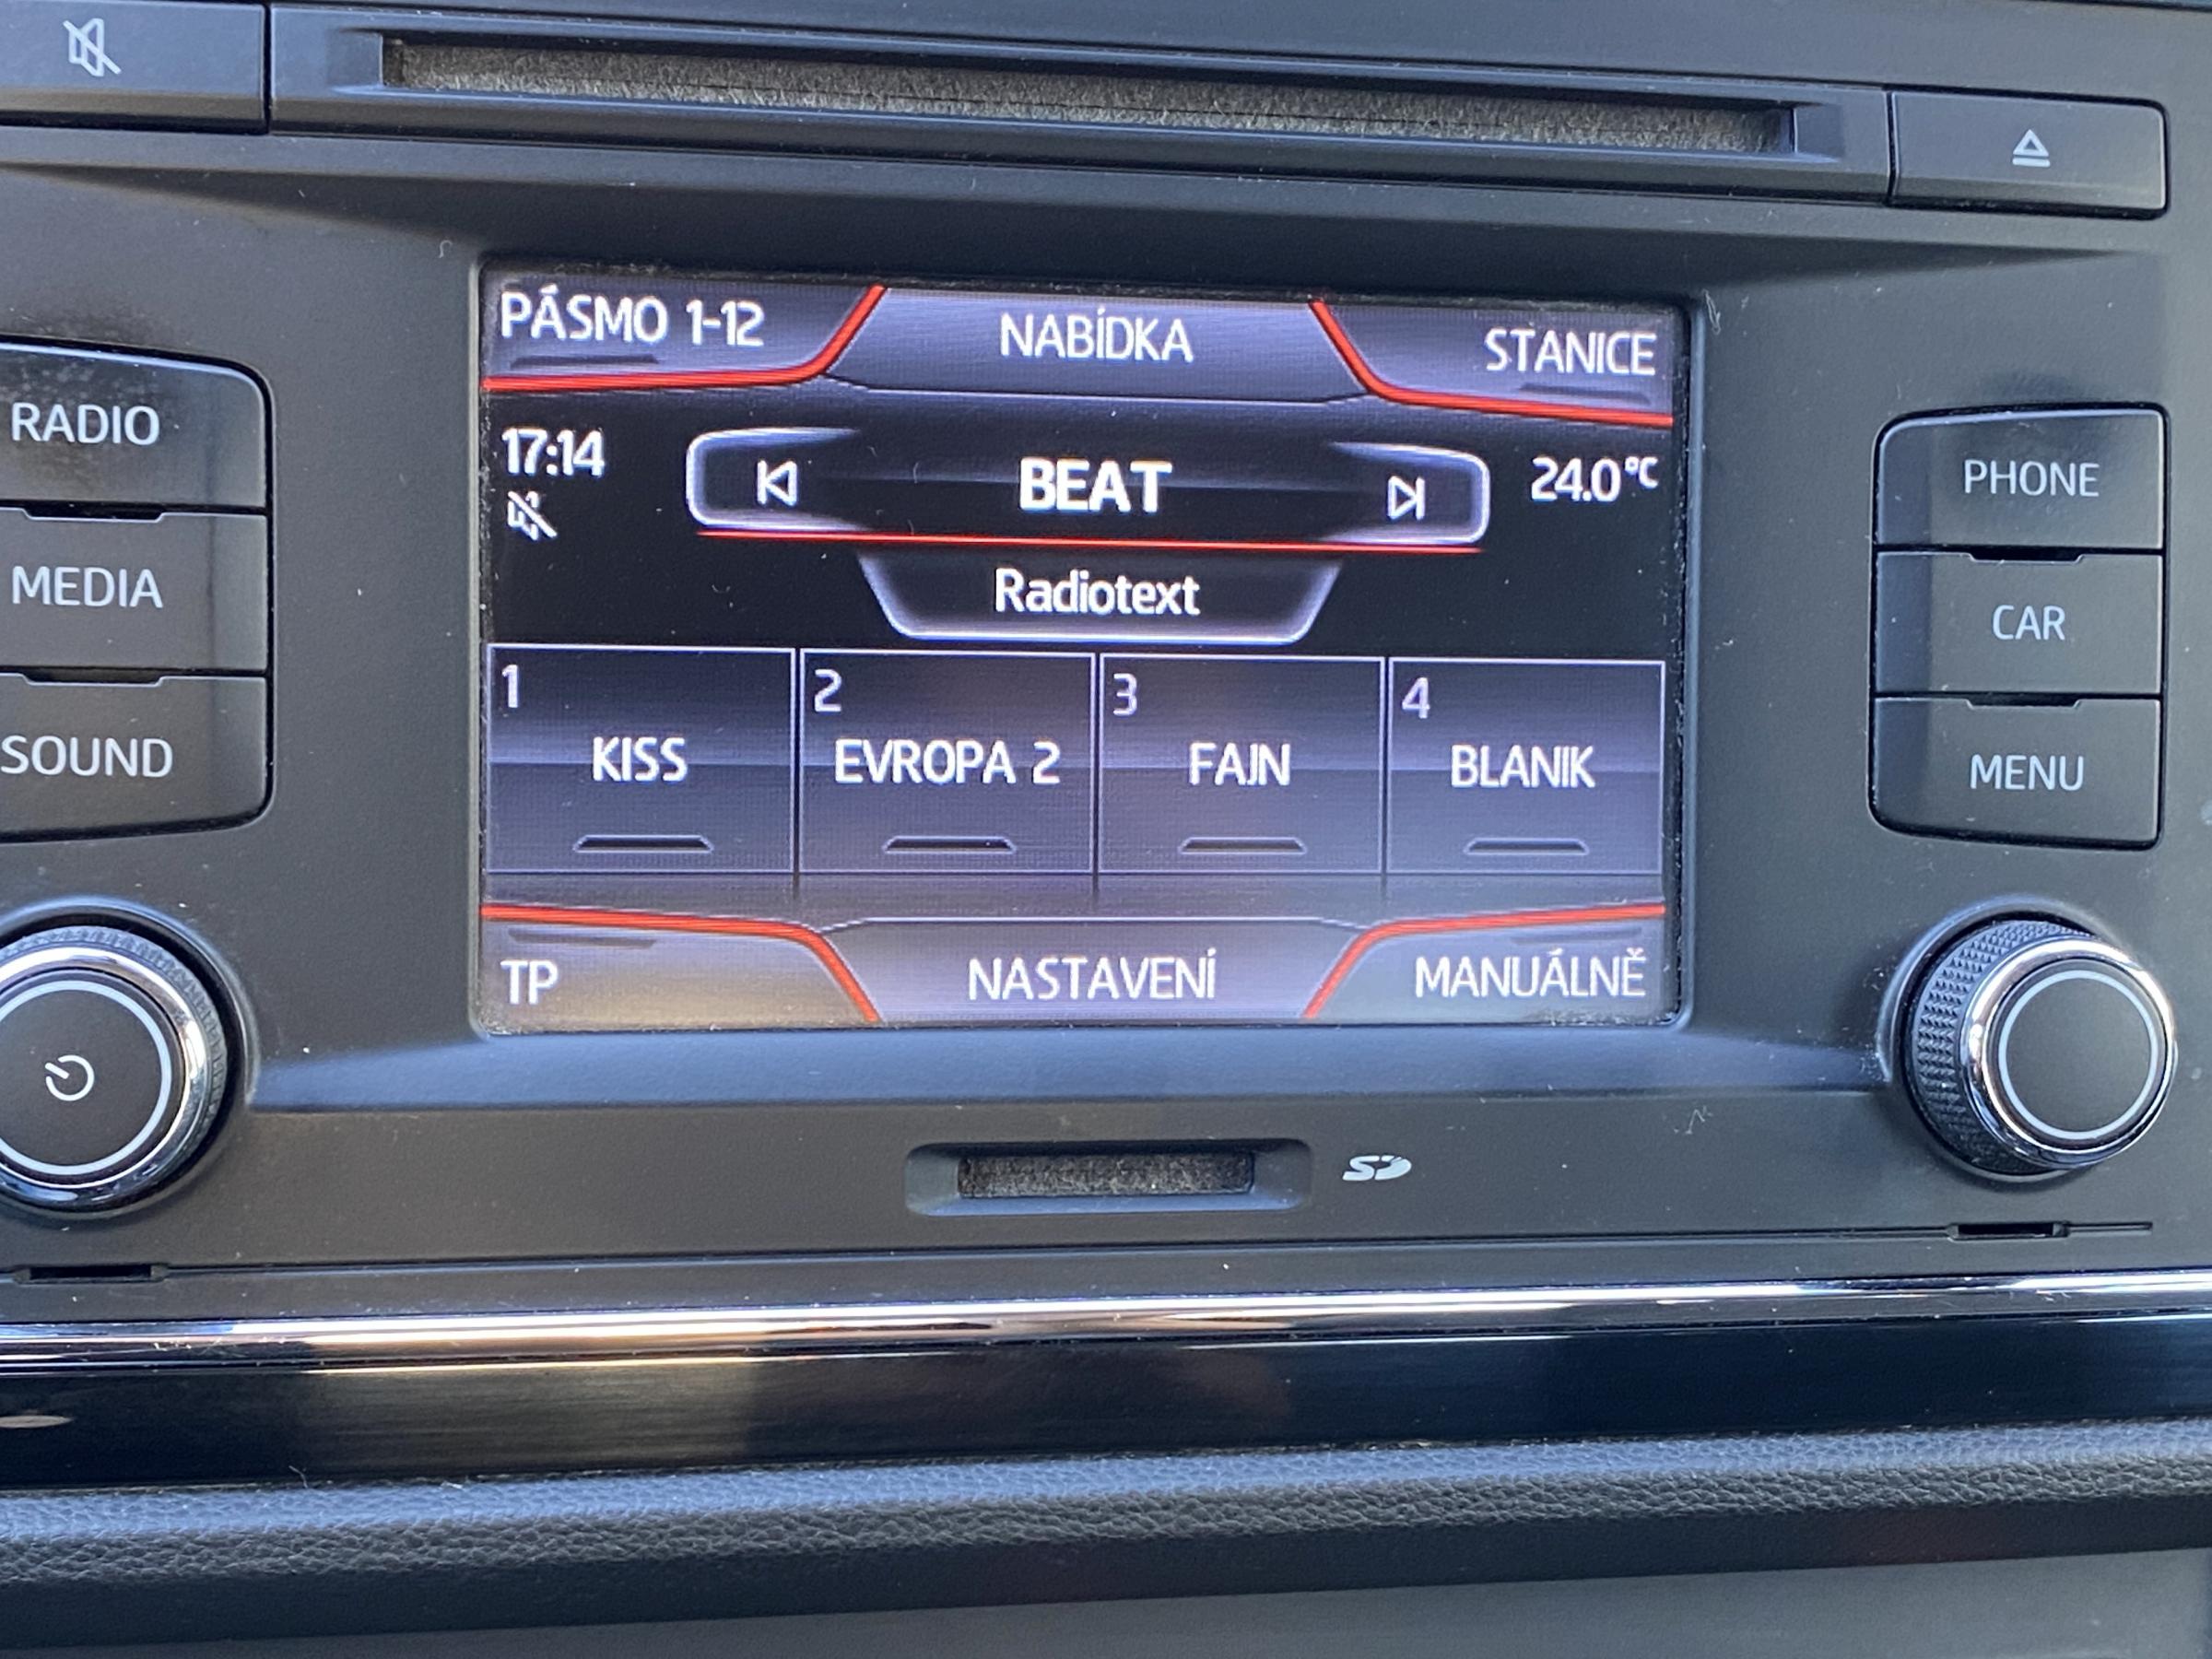 PÁSMO 1-12
NABÍDKA
STANICE
17:14
BEAT
24.0°C
Radiotext
1
KISS
2
EVROPA 2
3
FAJN
4
BLANIK
TP
NASTAVENÍ
MANUÁLNĚ
RADIO
MEDIA
SOUND
PHONE
CAR
MENU
SD